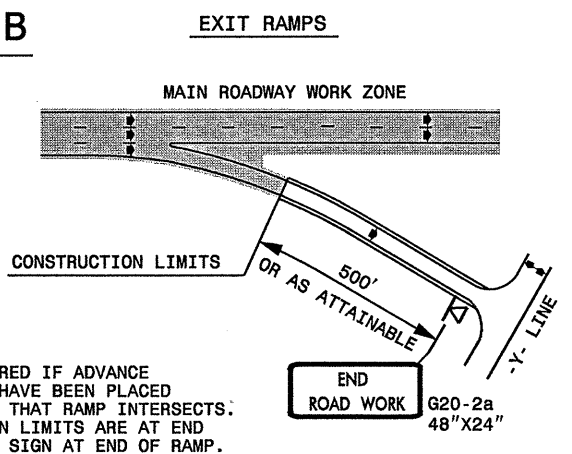 B
EXIT RAMPS
MAIN ROADWAY WORK ZONE
CONSTRUCTION LIMITS
500'
OR AS ATTAINABLE
-Y- LINE
END
ROAD WORK
G20-2a
48"X24"
RED IF ADVANCE
HAVE BEEN PLACED
THAT RAMP INTERSECTS.
N LIMITS ARE AT END
SIGN AT END OF RAMP.